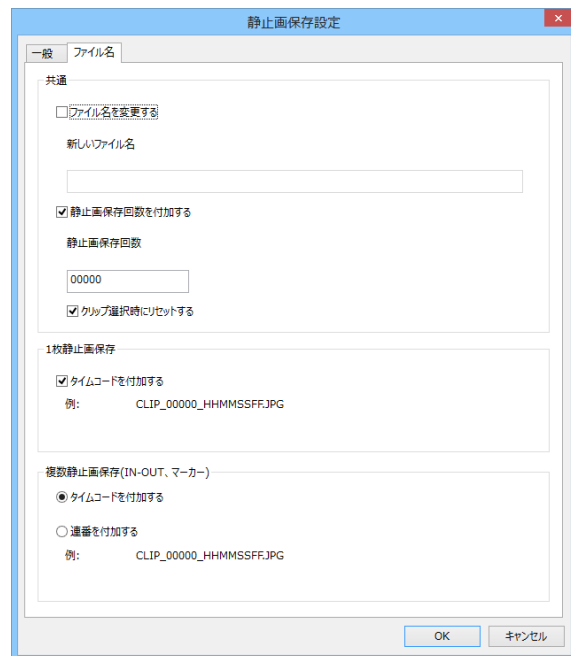 静止画保存設定
一般 ファイル名
共通
ファイル名を変更する
新しいファイル名
静止画保存回数を付加する
静止画保存回数
00000
クリップ選択時にリセットする
1枚静止画保存
タイムコードを付加する
例: CLIP_00000_HHMMSSFF.JPG
複数静止画保存(IN-OUT、マーカー)
タイムコードを付加する
連番を付加する
例: CLIP_00000_HHMMSSFF.JPG
OK キャンセル